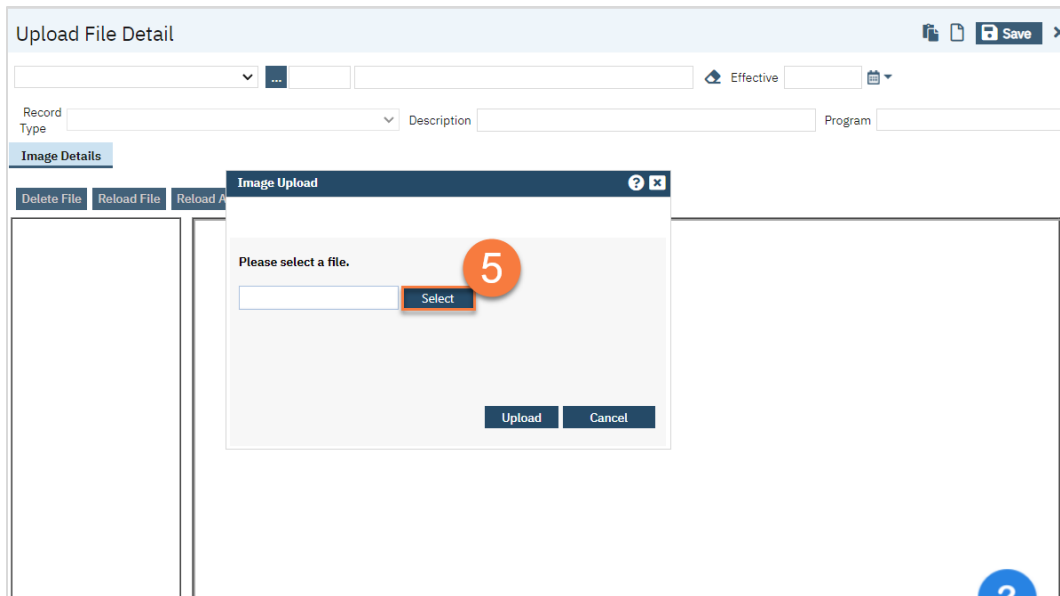 Upload File Detail
Save
...
Effective
Record Type
Description
Program
Image Details
Delete File
Reload File
Reload A
Image Upload
?
Please select a file.
5
Select
Upload
Cancel
?